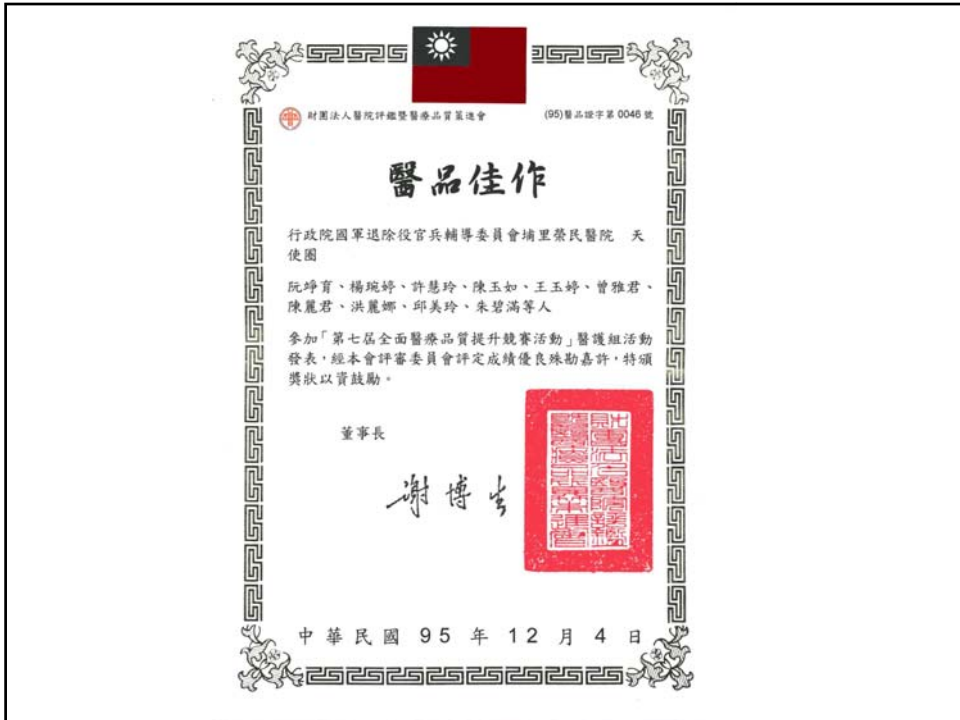 財團法人醫院評鑑暨醫療品質策進會 (95)醫品證字第 0046 號
醫品佳作
行政院國軍退除役官兵輔導委員會埔里榮民醫院 天
使圈
阮竫育、楊琬婷、許慧玲、陳玉如、王玉婷、曾雅君、
陳麗君、洪麗娜、邱美玲、朱碧滿等人
參加「第七屆全面醫療品質提升競賽活動」醫護組活動
發表，經本會評審委員會評定成績優良殊勘嘉許，特頒
獎狀以資鼓勵。
董事長
謝博生
中華民國 95 年 12 月 4 日